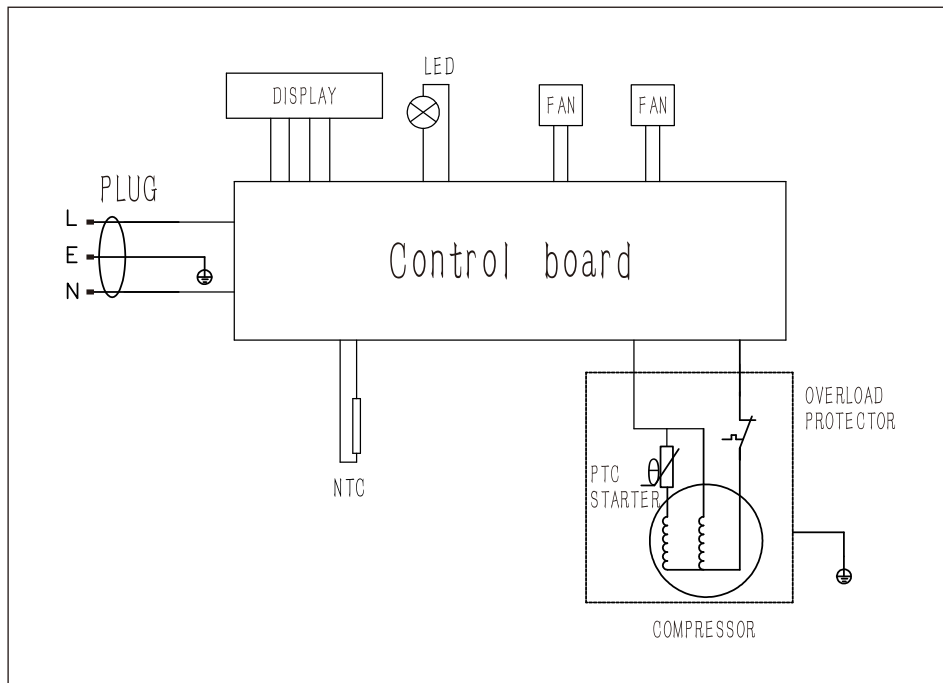 LED
DISPLAY
FAN
FAN
PLUG
L
E
N
Control board
OVERLOAD
PROTECTOR
PTC
STARTER
NTC
COMPRESSOR